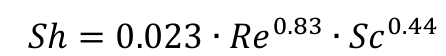 Sh = 0.023 · Re^0.83 · Sc^0.44